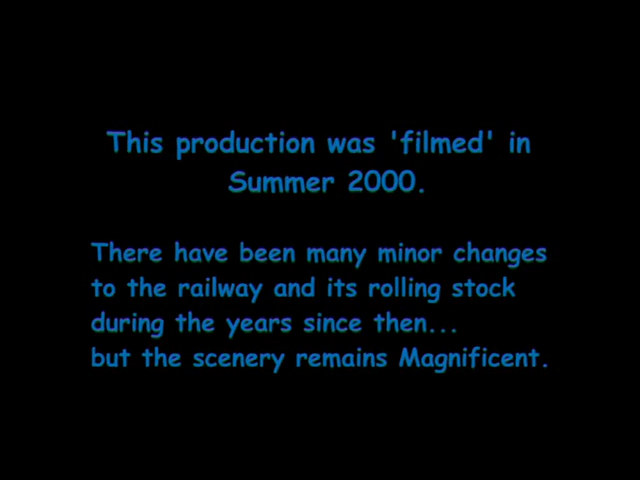 This production was 'filmed' in
Summer 2000.
There have been many minor changes
to the railway and its rolling stock
during the years since then...
but the scenery remains Magnificent.